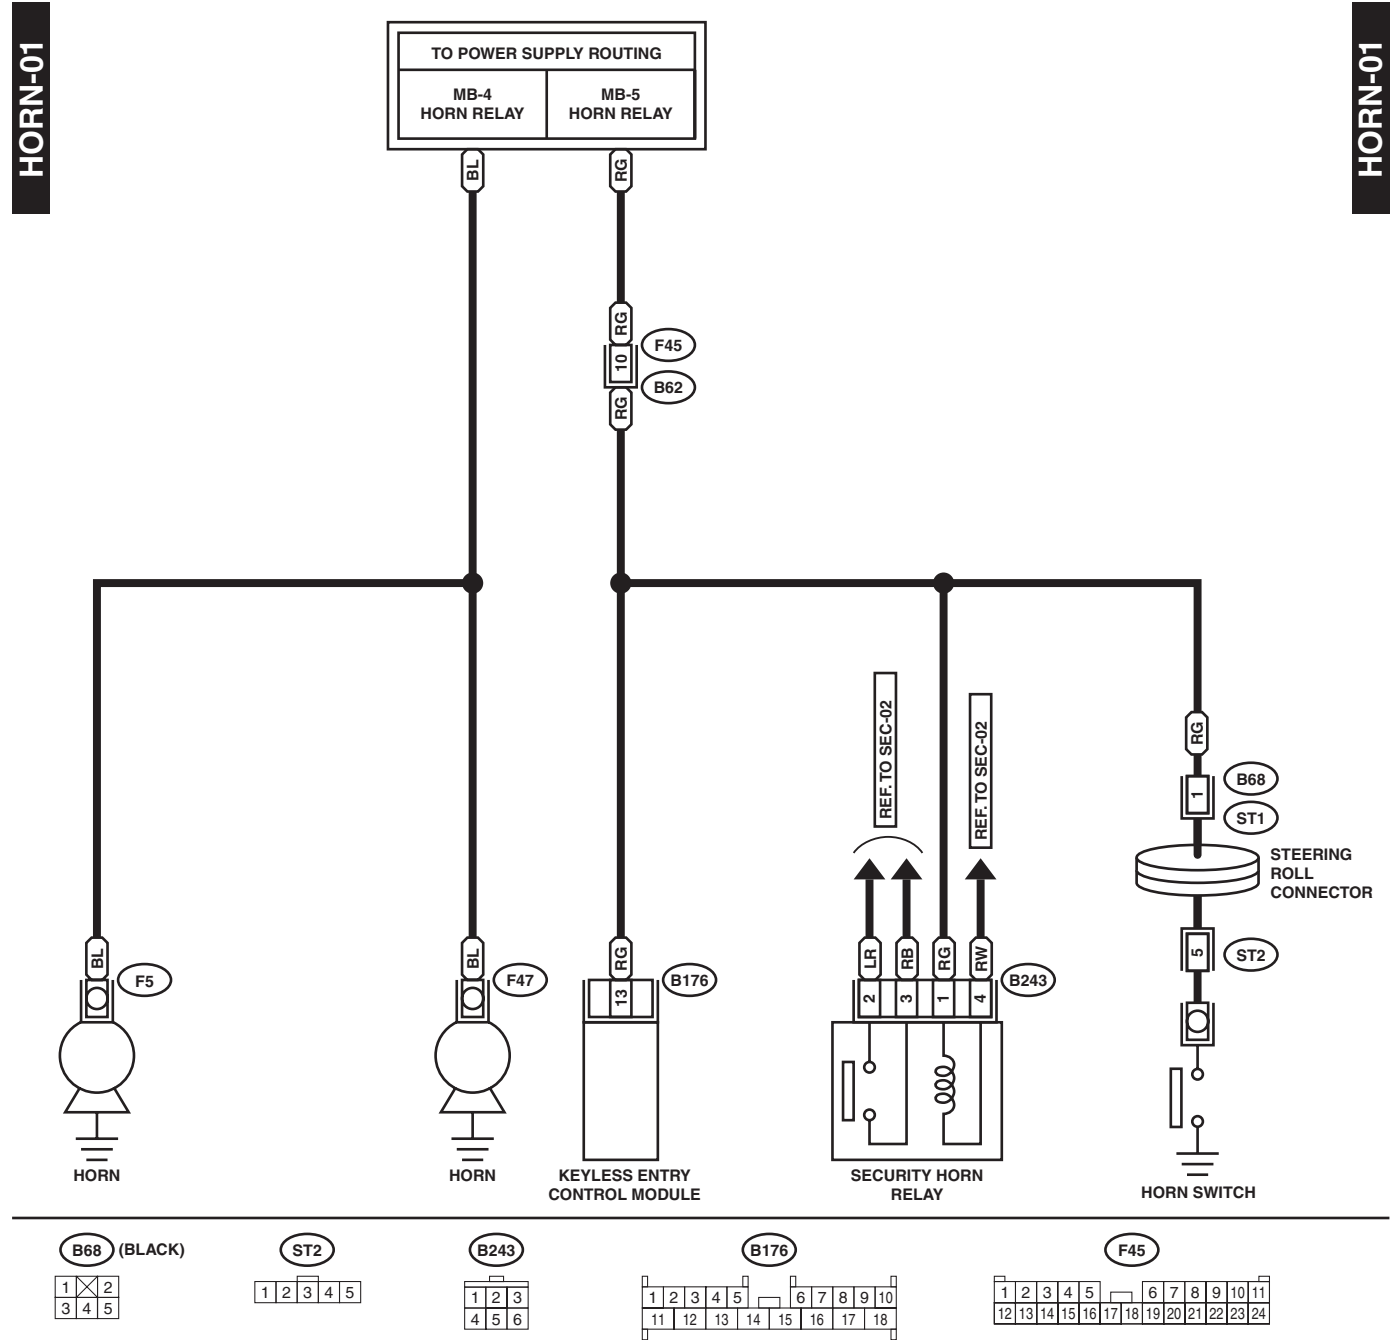 HORN-01
HORN-01
TO POWER SUPPLY ROUTING
MB-4
HORN RELAY
MB-5
HORN RELAY
BL
RG
RG
10
F45
B62
RG
REF. TO SEC-02
REF. TO SEC-02
RG
1
B68
ST1
STEERING
ROLL
CONNECTOR
5
ST2
BL
F5
BL
F47
RG
13
B176
LR
RB
RG
RW
2
3
1
4
B243
HORN
HORN
KEYLESS ENTRY
CONTROL MODULE
SECURITY HORN
RELAY
HORN SWITCH
B68 (BLACK)
1 2
3 4 5
ST2
1 2 3 4 5
B243
1 2 3
4 5 6
B176
1 2 3 4 5 6 7 8 9 10
11 12 13 14 15 16 17 18
F45
1 2 3 4 5 6 7 8 9 10 11
12 13 14 15 16 17 18 19 20 21 22 23 24